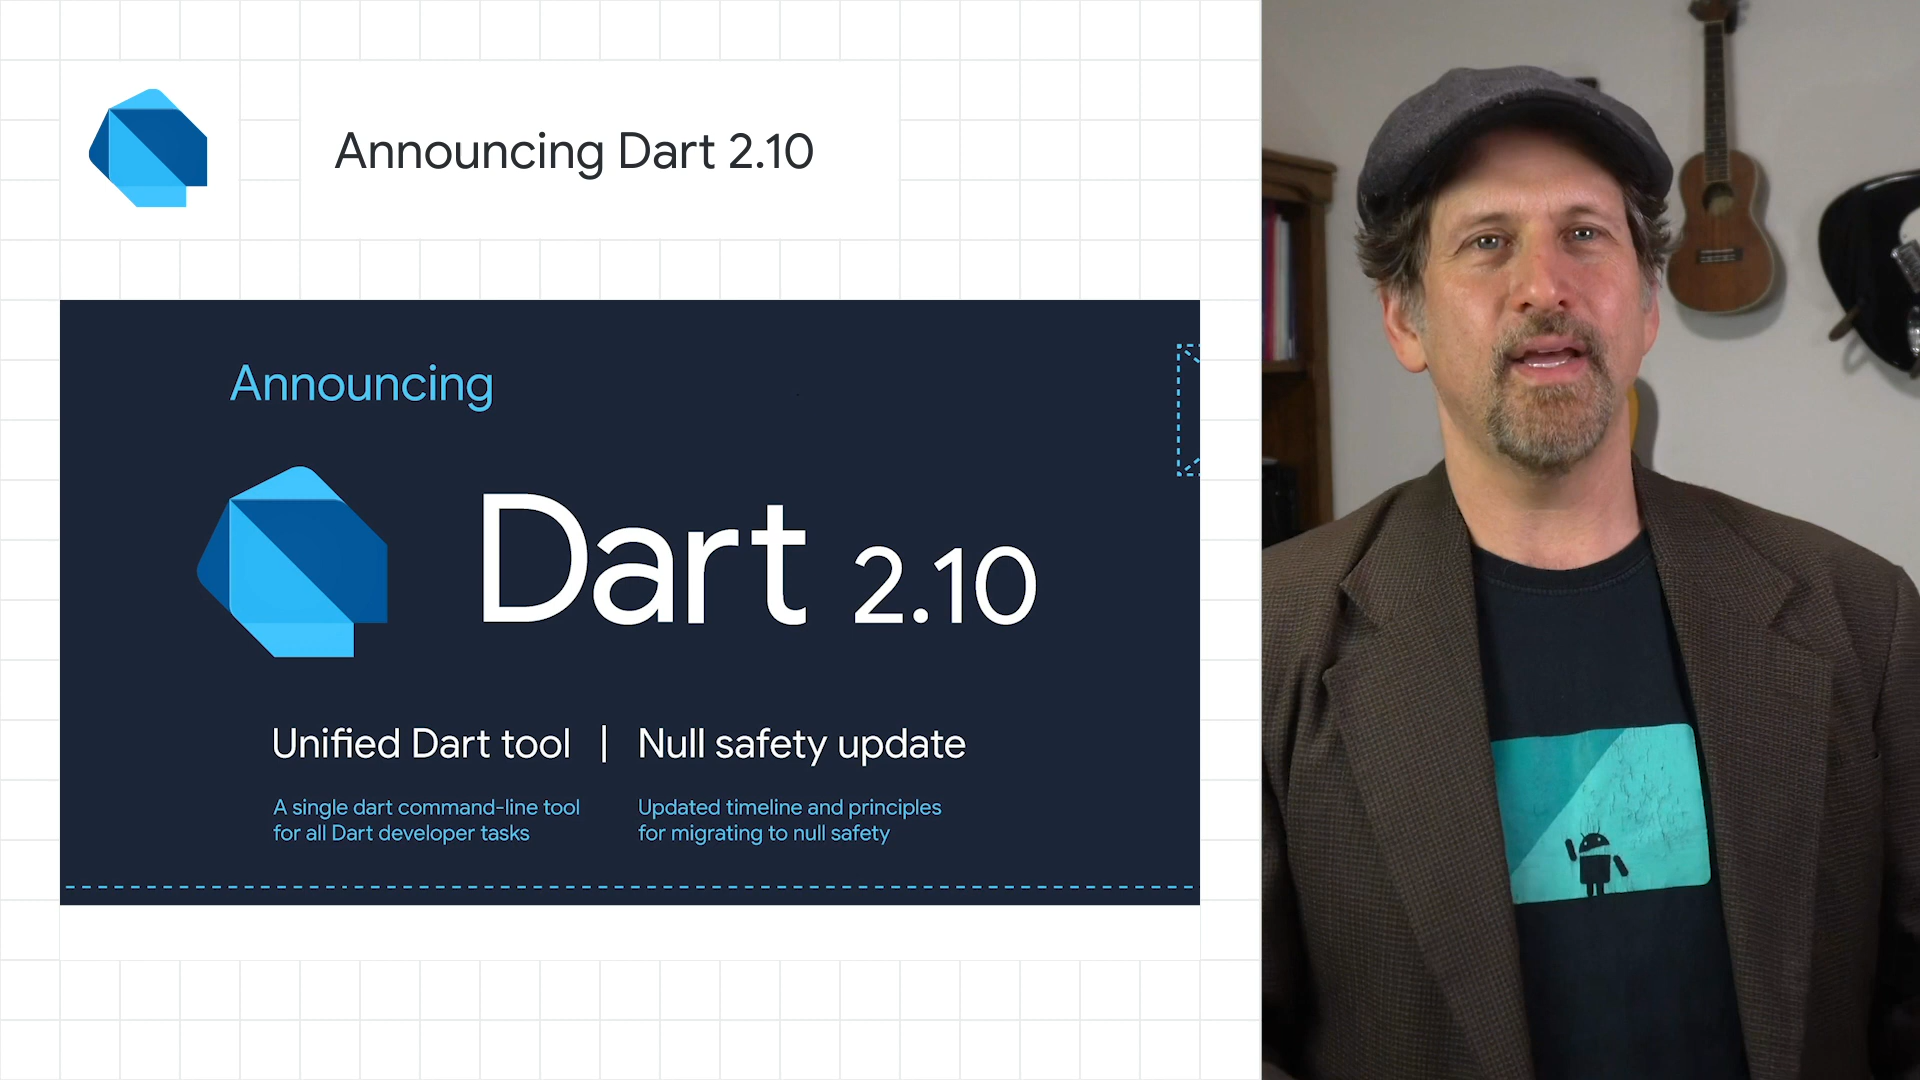 Announcing Dart 2.10
Announcing
Dart 2.10
Unified Dart tool | Null safety update
A single dart command-line tool
for all Dart developer tasks
Updated timeline and principles
for migrating to null safety